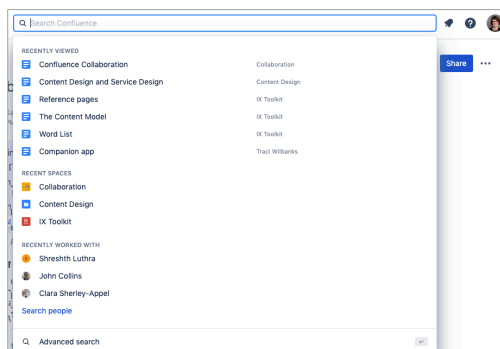 Search Confluence
Share
RECENTLY VIEWED
Confluence Collaboration Collaboration
Content Design and Service Design Content Design
Reference pages IX Toolkit
The Content Model IX Toolkit
Word List IX Toolkit
Companion app Traci Wilbanks
RECENT SPACES
Collaboration
Content Design
IX Toolkit
RECENTLY WORKED WITH
Shreshth Luthra
John Collins
Clara Sherley-Appel
Search people
Advanced search